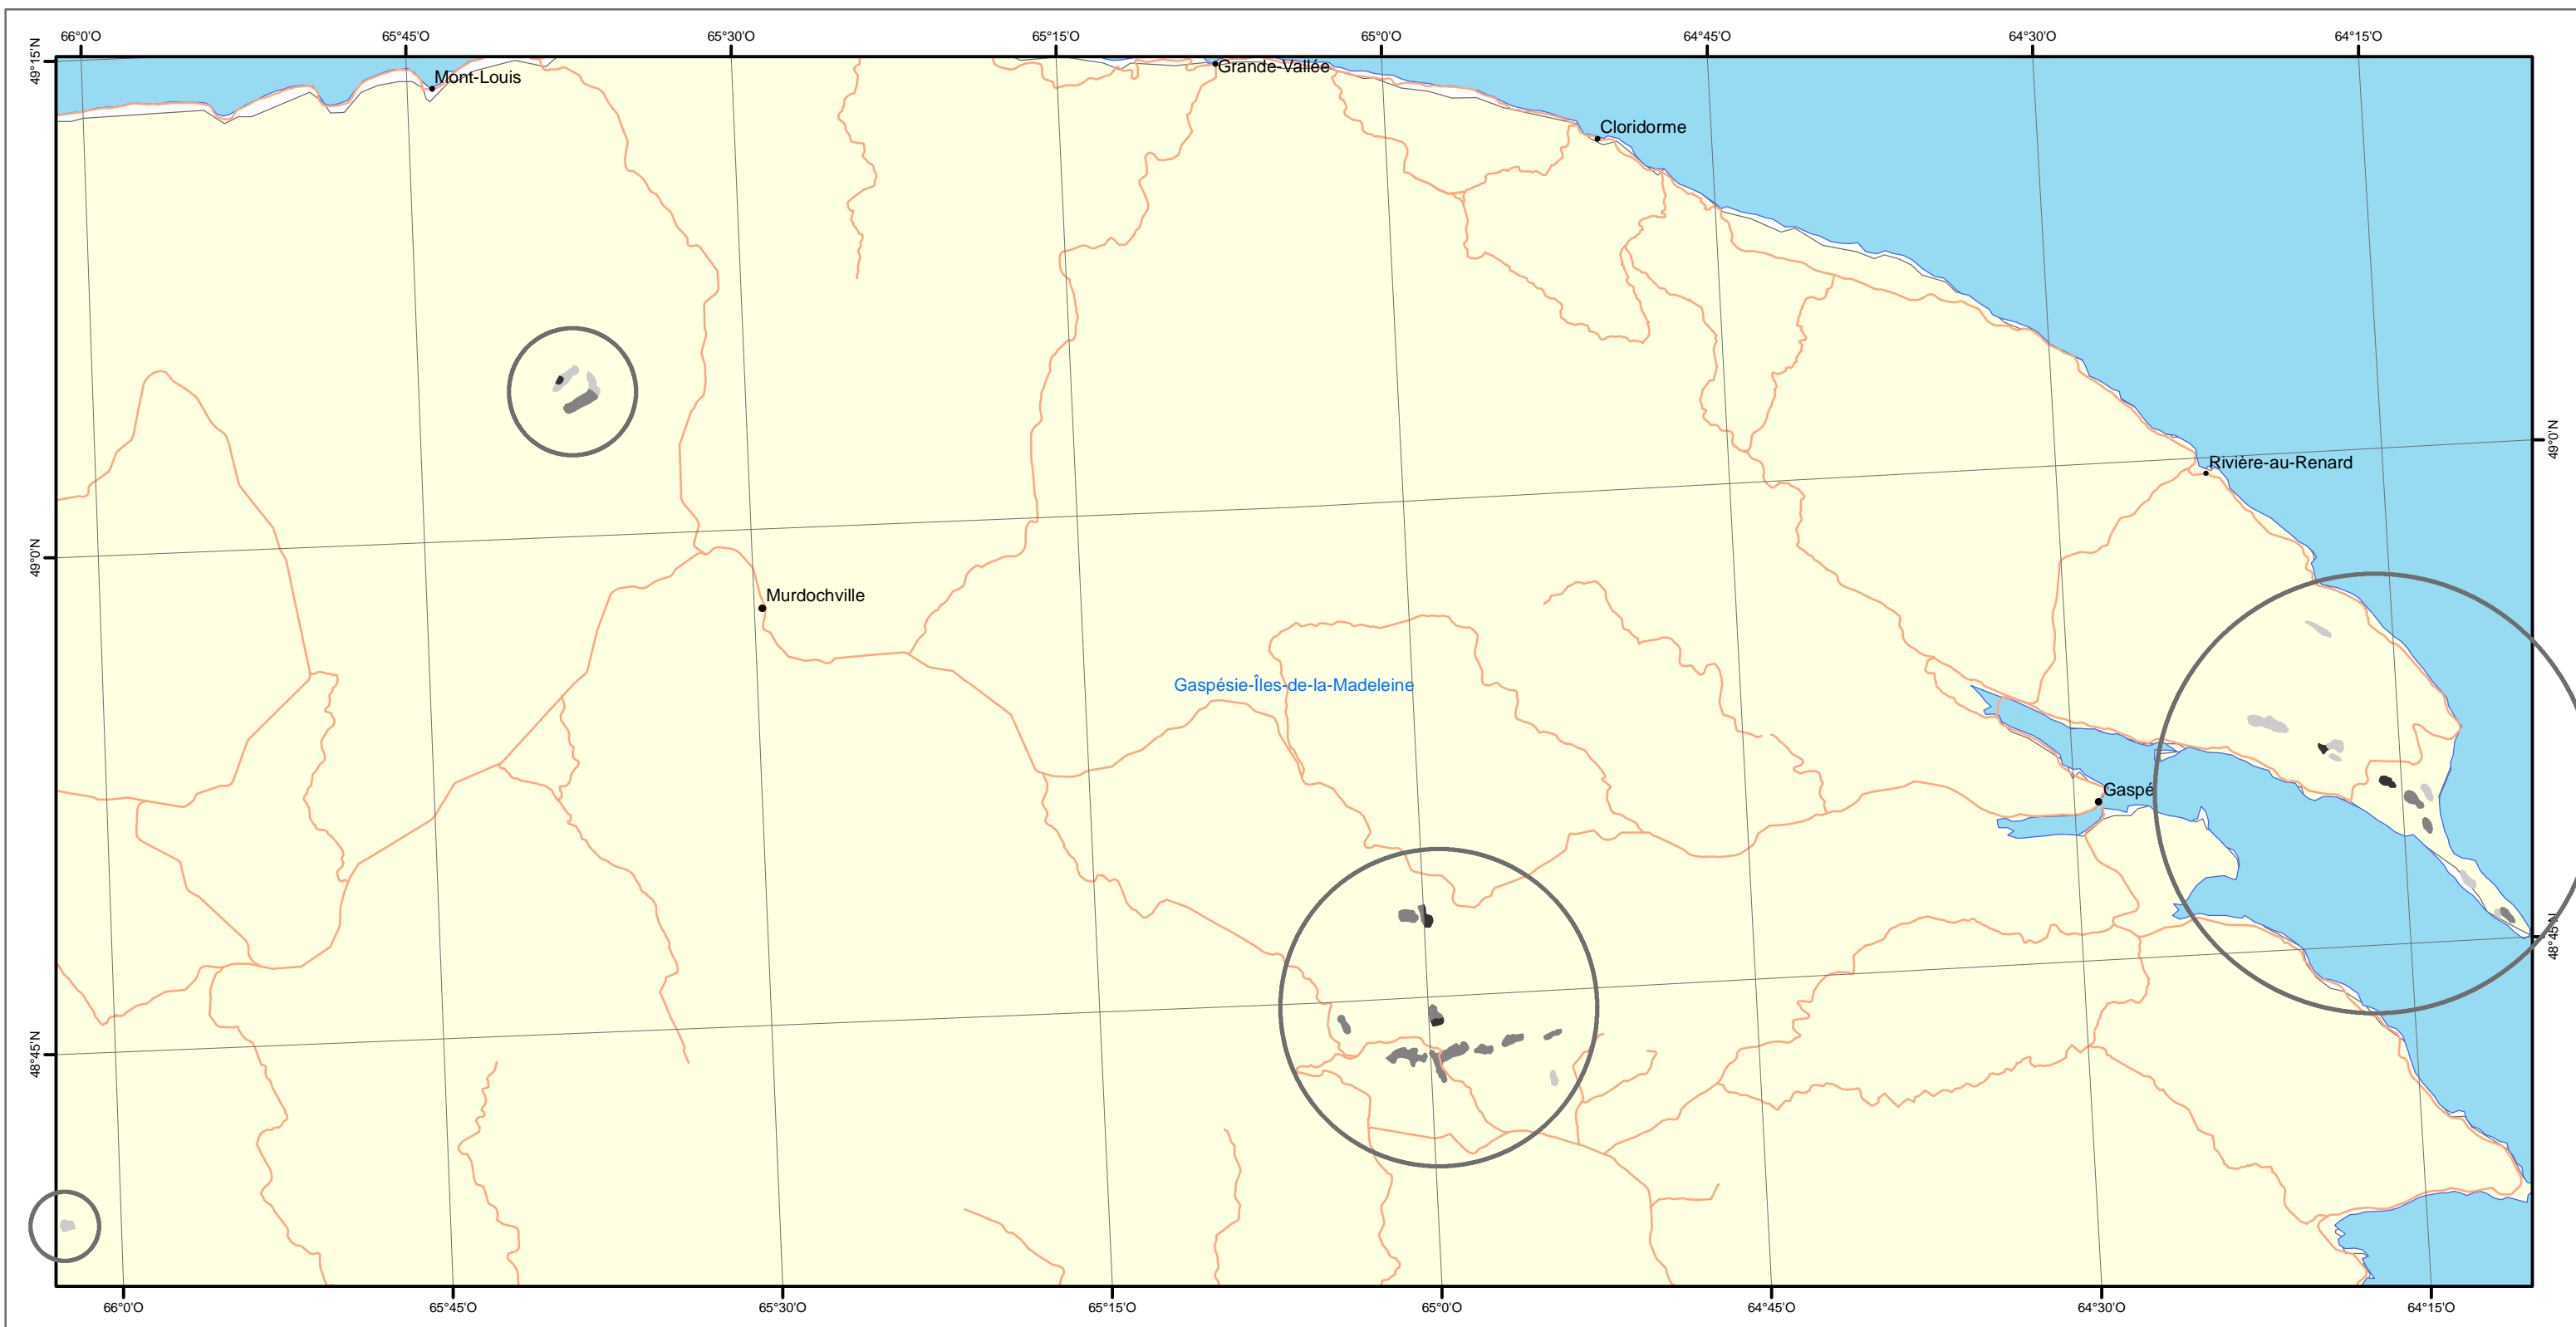 66°0'O
65°45'O
65°30'O
65°15'O
65°0'O
64°45'O
64°30'O
64°15'O
49°15'N
Mont-Louis
Grande-Vallée
Cloridorme
49°0'N
Rivière-au-Renard
49°0'N
Murdochville
Gaspésie-Îles-de-la-Madeleine
Gaspé
48°45'N
48°45'N
66°0'O
65°45'O
65°30'O
65°15'O
65°0'O
64°45'O
64°30'O
64°15'O